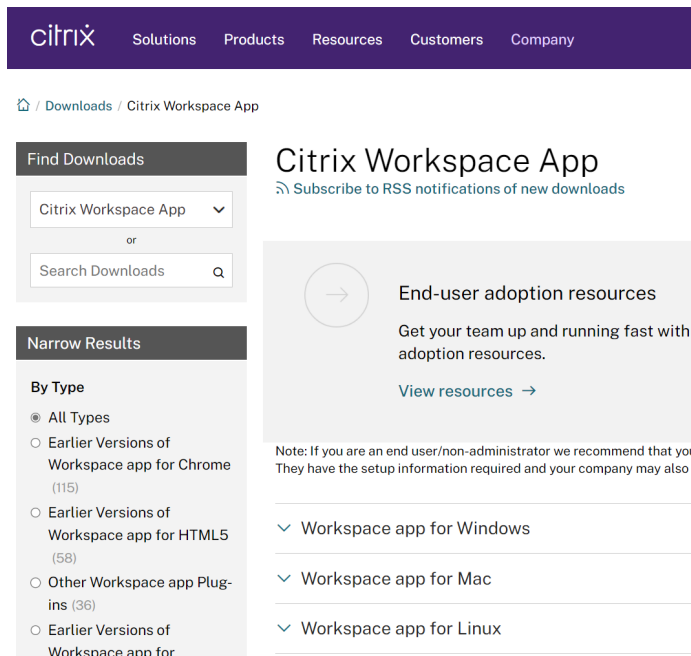 citrix
Solutions Products Resources Customers Company
/ Downloads / Citrix Workspace App
Find Downloads
Citrix Workspace App
or
Search Downloads
Narrow Results
By Type
All Types
Earlier Versions of
Workspace app for Chrome
(115)
Earlier Versions of
Workspace app for HTML5
(58)
Other Workspace app Plug-
ins (36)
Earlier Versions of
Workspace app for
Citrix Workspace App
Subscribe to RSS notifications of new downloads
End-user adoption resources
Get your team up and running fast with
adoption resources.
View resources →
Note: If you are an end user/non-administrator we recommend that you
They have the setup information required and your company may also
Workspace app for Windows
Workspace app for Mac
Workspace app for Linux